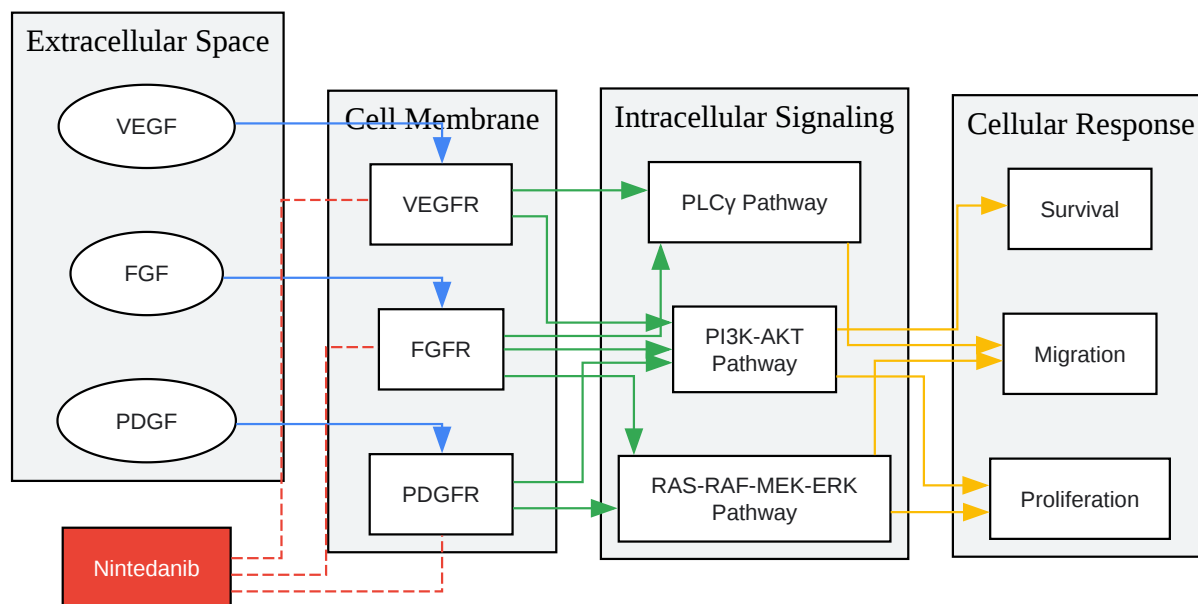 Extracellular Space
VEGF
FGF
PDGF
Nintedanib
Cell Membrane
VEGFR
FGFR
PDGFR
Intracellular Signaling
PLCγ Pathway
PI3K-AKT
Pathway
RAS-RAF-MEK-ERK
Pathway
Cellular Response
Survival
Migration
Proliferation